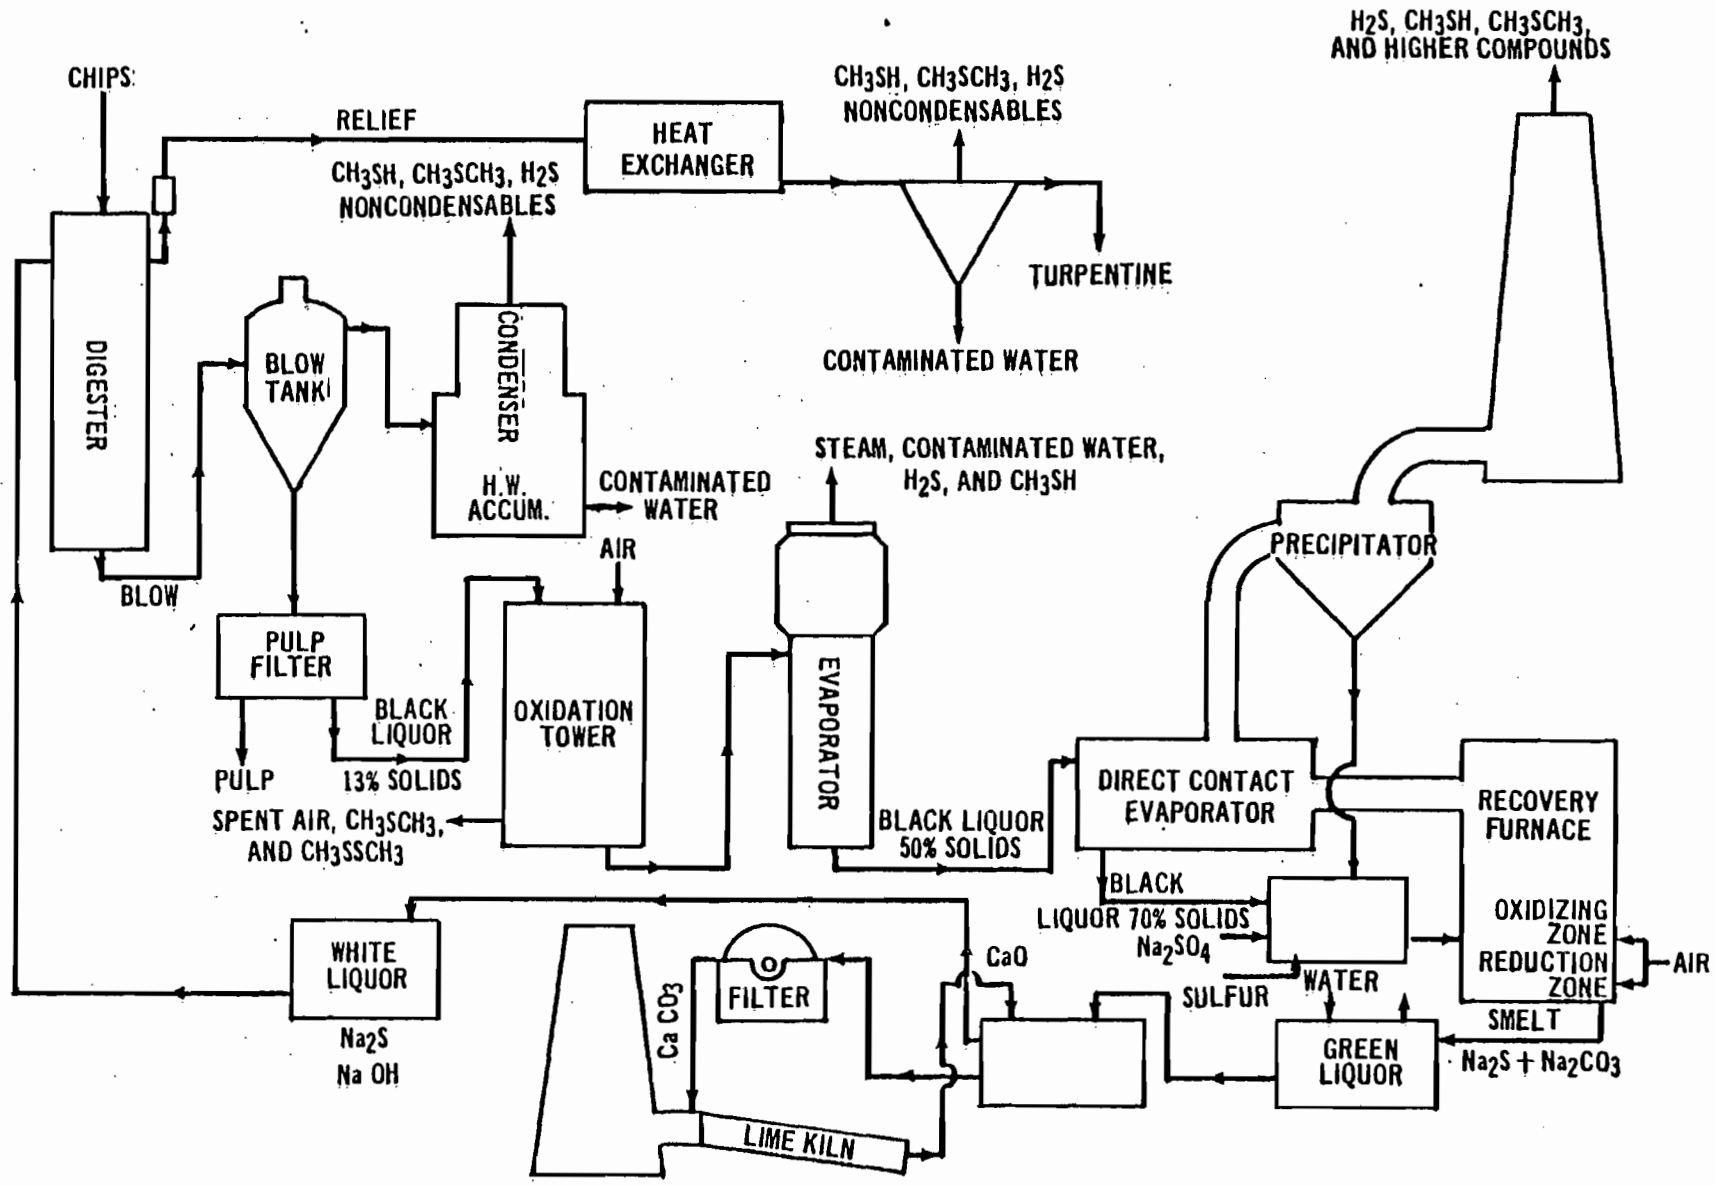 H2S, CH3SH, CH3SCH3,
AND HIGHER COMPOUNDS
CHIPS:
RELIEF
HEAT
EXCHANGER
CH3SH, CH3SCH3, H2S
NONCONDENSABLES
CH3SH, CH3SCH3, H2S
NONCONDENSABLES
TURPENTINE
CONTAMINATED WATER
DIGESTER
BLOW
TANK
CONDENSER
H.W.
ACCUM.
CONTAMINATED
WATER
STEAM, CONTAMINATED WATER,
H2S, AND CH3SH
PRECIPITATOR
BLOW
AIR
PULP
FILTER
BLACK
LIQUOR
13% SOLIDS
PULP
OXIDATION
TOWER
SPENT AIR, CH3SCH3,
AND CH3SSCH3
EVAPORATOR
BLACK LIQUOR
50% SOLIDS
DIRECT CONTACT
EVAPORATOR
RECOVERY
FURNACE
OXIDIZING
ZONE
REDUCTION
ZONE
AIR
BLACK
LIQUOR 70% SOLIDS
Na2SO4
SULFUR
WATER
SMELT
Na2S + Na2CO3
GREEN
LIQUOR
CaO
FILTER
Ca CO3
LIME KILN
WHITE
LIQUOR
Na2S
Na OH